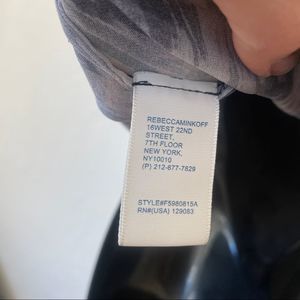 REBECCAMINKOFF
16WEST 22ND
STREET,
7TH FLOOR
NEW YORK,
NY10010
(P) 212-677-7829
STYLE#F5980815A
RN#(USA) 129083